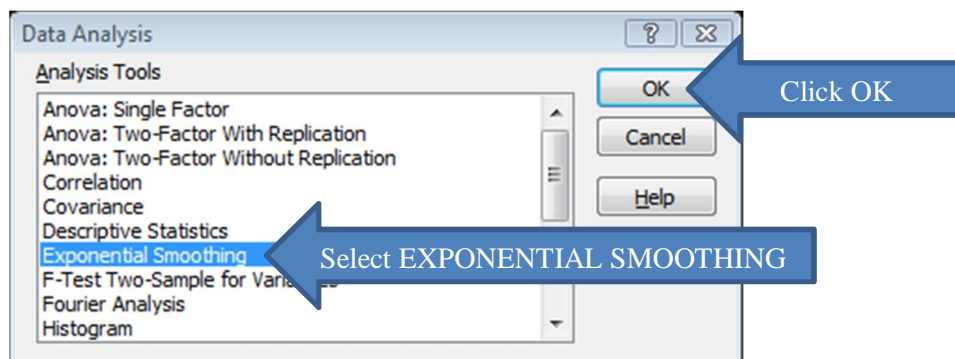 Data Analysis
Analysis Tools
Anova: Single Factor
Anova: Two-Factor With Replication
Anova: Two-Factor Without Replication
Correlation
Covariance
Descriptive Statistics
Exponential Smoothing
F-Test Two-Sample for
Fourier Analysis
Histogram
OK
Cancel
Help
Click OK
Select EXPONENTIAL SMOOTHING